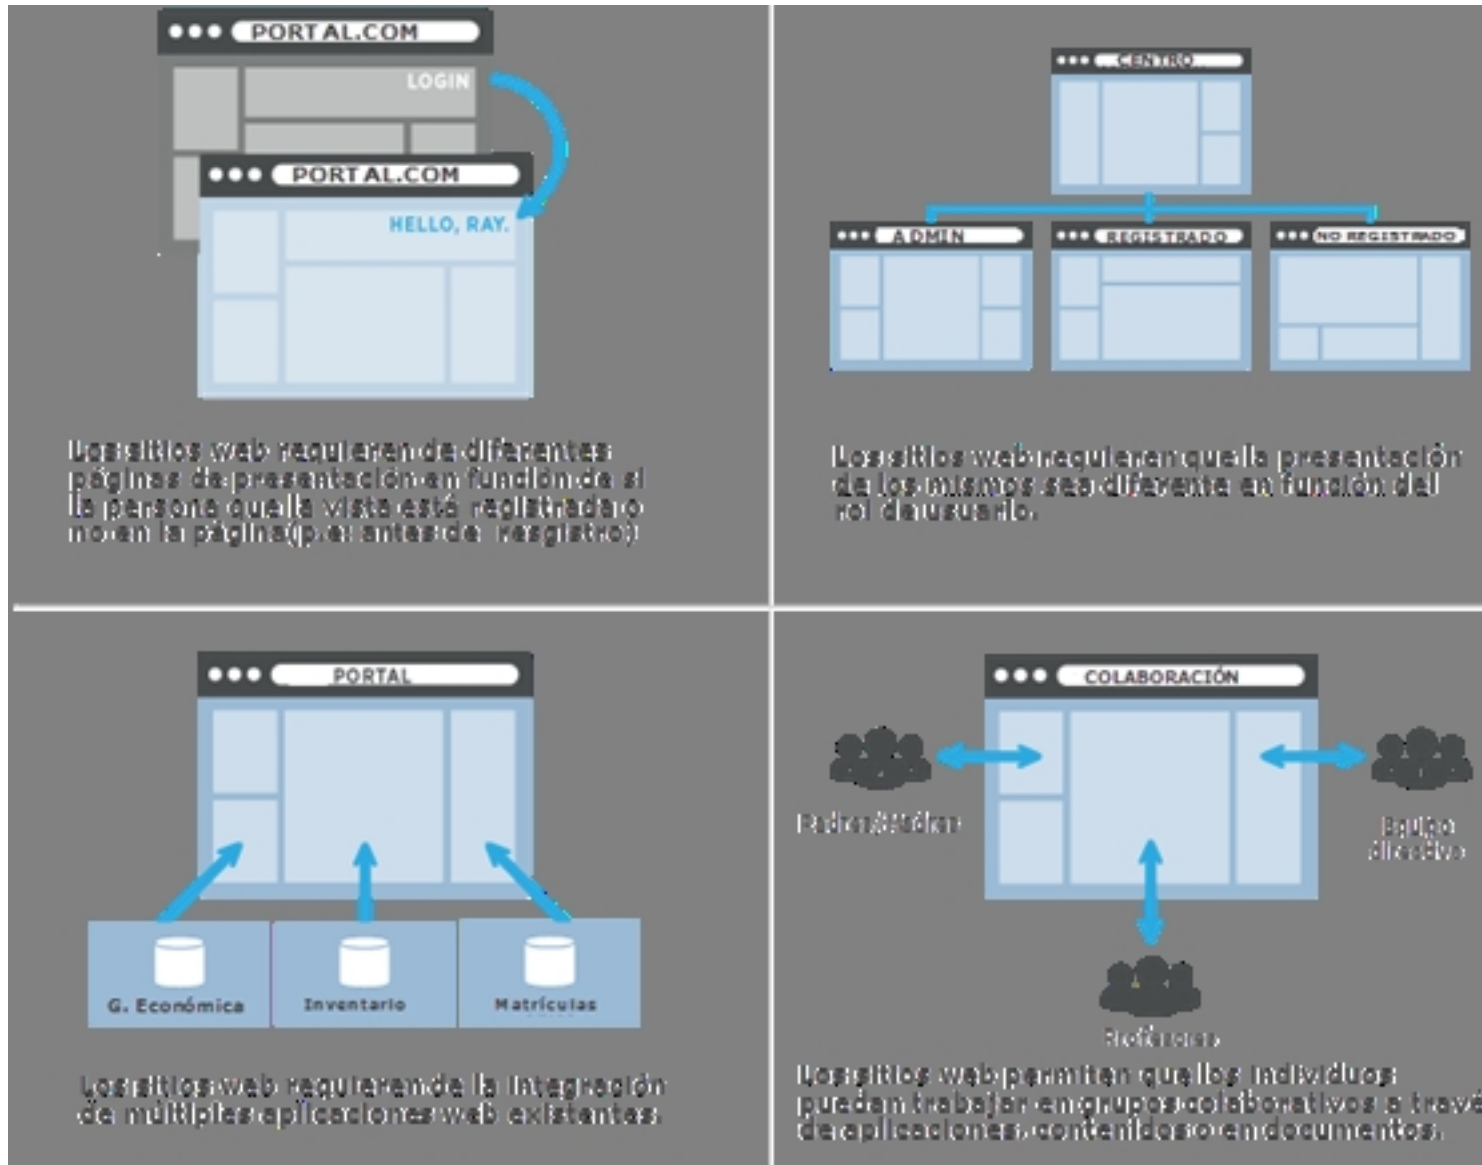 PORTAL.COM
LOGIN
PORTAL.COM
HELLO, RAY.
Los sitios web requieren de diferentes
páginas de presentación en función de si
la persona que la vista está registrada o
no en la página(p.e: antes de resgistro)
CENTRO
ADMIN
REGISTRADO
NO REGISTRADO
Los sitios web requieren que la presentación
de los mismos sea diferente en función del
rol de usuario.
PORTAL
G. Económica
Inventario
Matrículas
Los sitios web requieren de la integración
de múltiples aplicaciones web existentes.
COLABORACIÓN
Padres/Madres
Equipo
directivo
Profesores
Los sitios web permiten que los individuos
puedan trabajar en grupos colaborativos a travé
de aplicaciones, contenidos o en documentos.